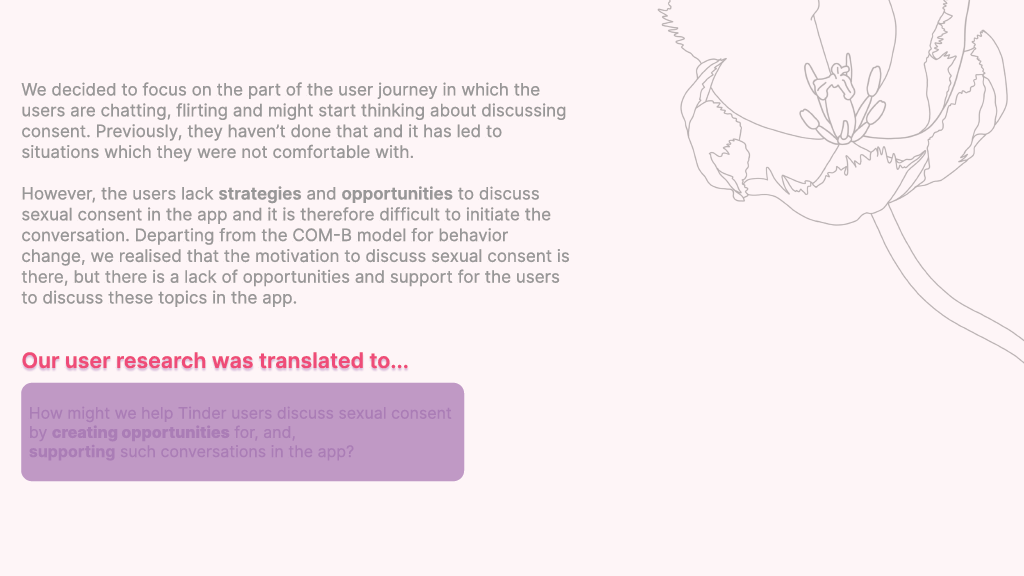 We decided to focus on the part of the user journey in which the
users are chatting, flirting and might start thinking about discussing
consent. Previously, they haven’t done that and it has led to
situations which they were not comfortable with.
However, the users lack strategies and opportunities to discuss
sexual consent in the app and it is therefore difficult to initiate the
conversation. Departing from the COM-B model for behavior
change, we realised that the motivation to discuss sexual consent is
there, but there is a lack of opportunities and support for the users
to discuss these topics in the app.
Our user research was translated to...
How might we help Tinder users discuss sexual consent
by creating opportunities for, and,
supporting such conversations in the app?